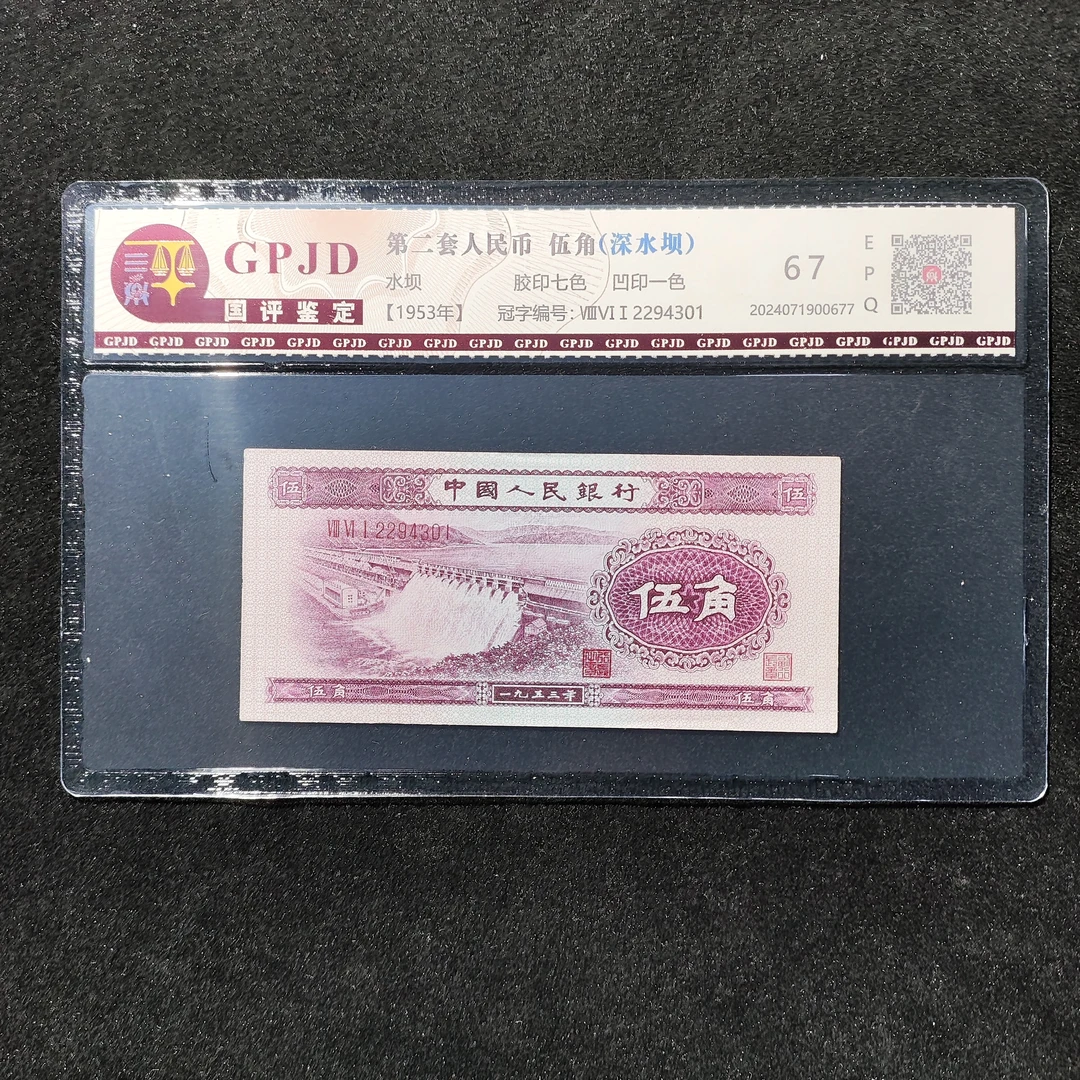 GPJD
国评鉴定
第二套人民币 伍角(深水坝)
水坝 胶印七色 凹印一色
【1953年】 冠字编号: ⅧⅥⅠ2294301
67
2024071900677
EPQ
GPJD GPJD GPJD GPJD GPJD GPJD GPJD GPJD GPJD GPJD GPJD GPJD GPJD GPJD GPJD GPJD GPJD GPJD GPJD GPJD
伍 中國人民銀行 伍
ⅧⅥⅠ2294301
伍角
伍角 一九五三年 伍角